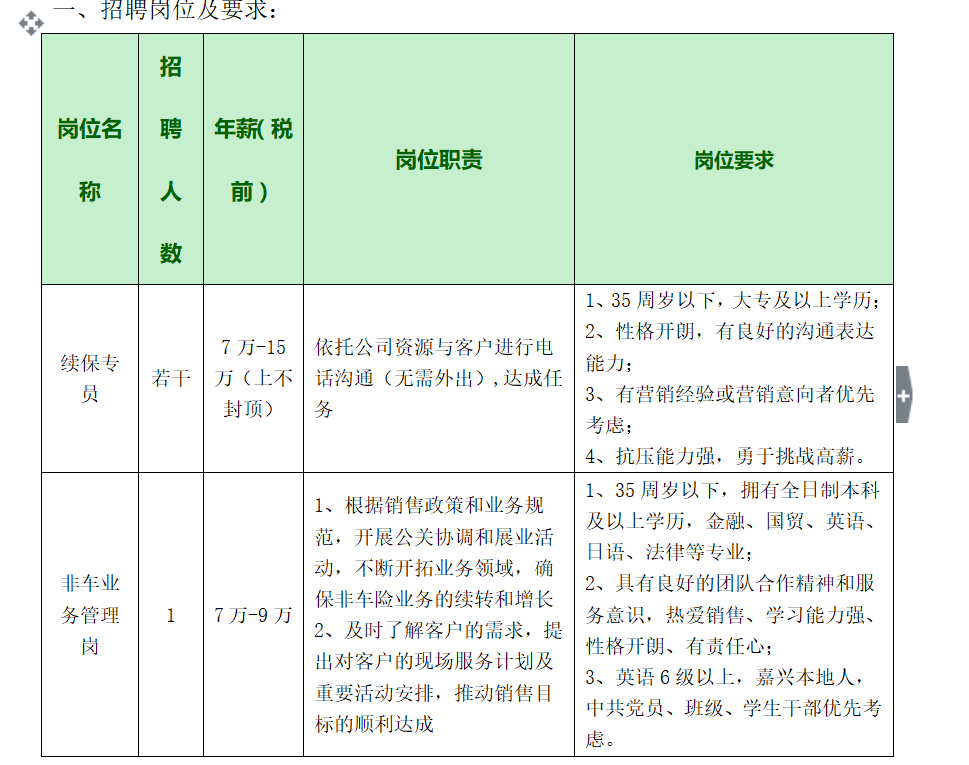 一、招聘岗位及要求：
岗位名
称
招
聘
人
数
年薪(税
前)
岗位职责
岗位要求
续保专
员
若干
7万-15
万（上不
封顶）
依托公司资源与客户进行电
话沟通（无需外出）,达成任
务
1、35周岁以下，大专及以上学历；
2、性格开朗，有良好的沟通表达
能力；
3、有营销经验或营销意向者优先
考虑；
4、抗压能力强，勇于挑战高薪。
非车业
务管理
岗
1
7万-9万
1、根据销售政策和业务规
范，开展公关协调和展业活
动，不断开拓业务领域，确
保非车险业务的续转和增长
2、及时了解客户的需求，提
出对客户的现场服务计划及
重要活动安排，推动销售目
标的顺利达成
1、35周岁以下，拥有全日制本科
及以上学历，金融、国贸、英语、
日语、法律等专业；
2、具有良好的团队合作精神和服
务意识，热爱销售、学习能力强、
性格开朗、有责任心；
3、英语6级以上，嘉兴本地人，
中共党员、班级、学生干部优先考
虑。